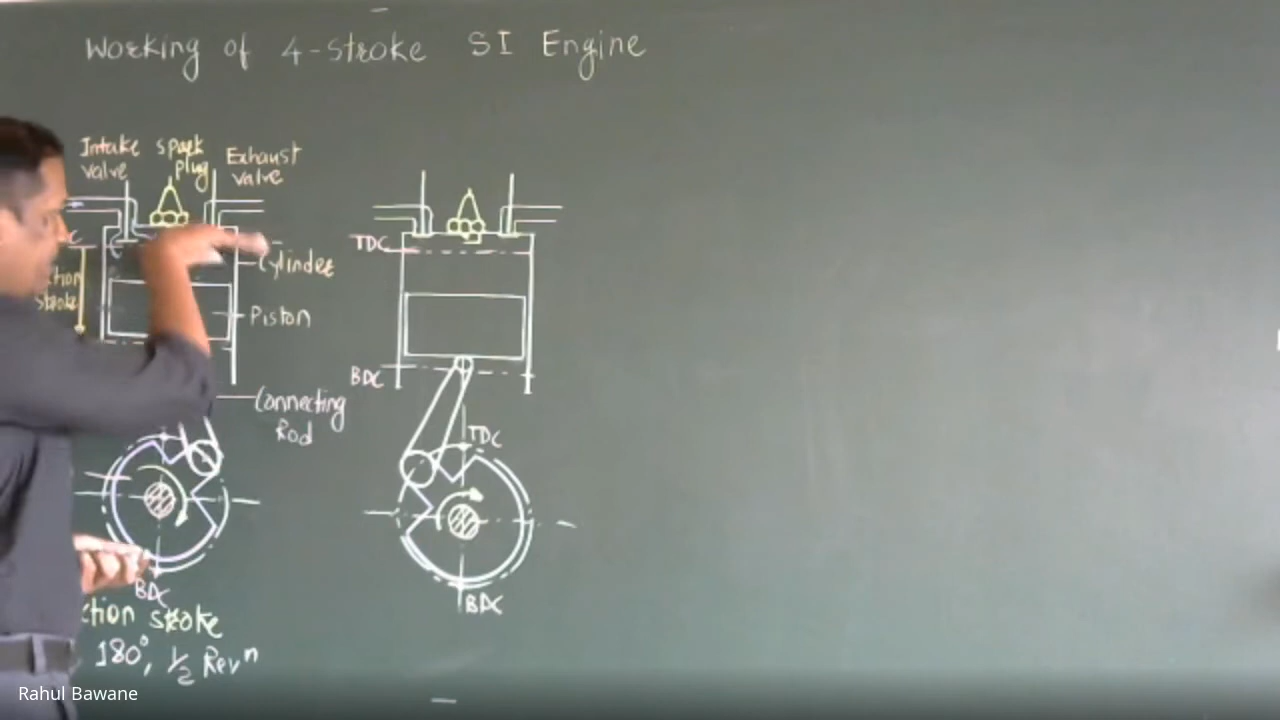 Working of 4-Stroke SI Engine
Intake valve
spark plug
Exhaust valve
Cylinder
Piston
Connecting Rod
BDC
stroke
180°, 1/2 Revⁿ
TDC
BDC
TDC
BDC
Rahul Bawane